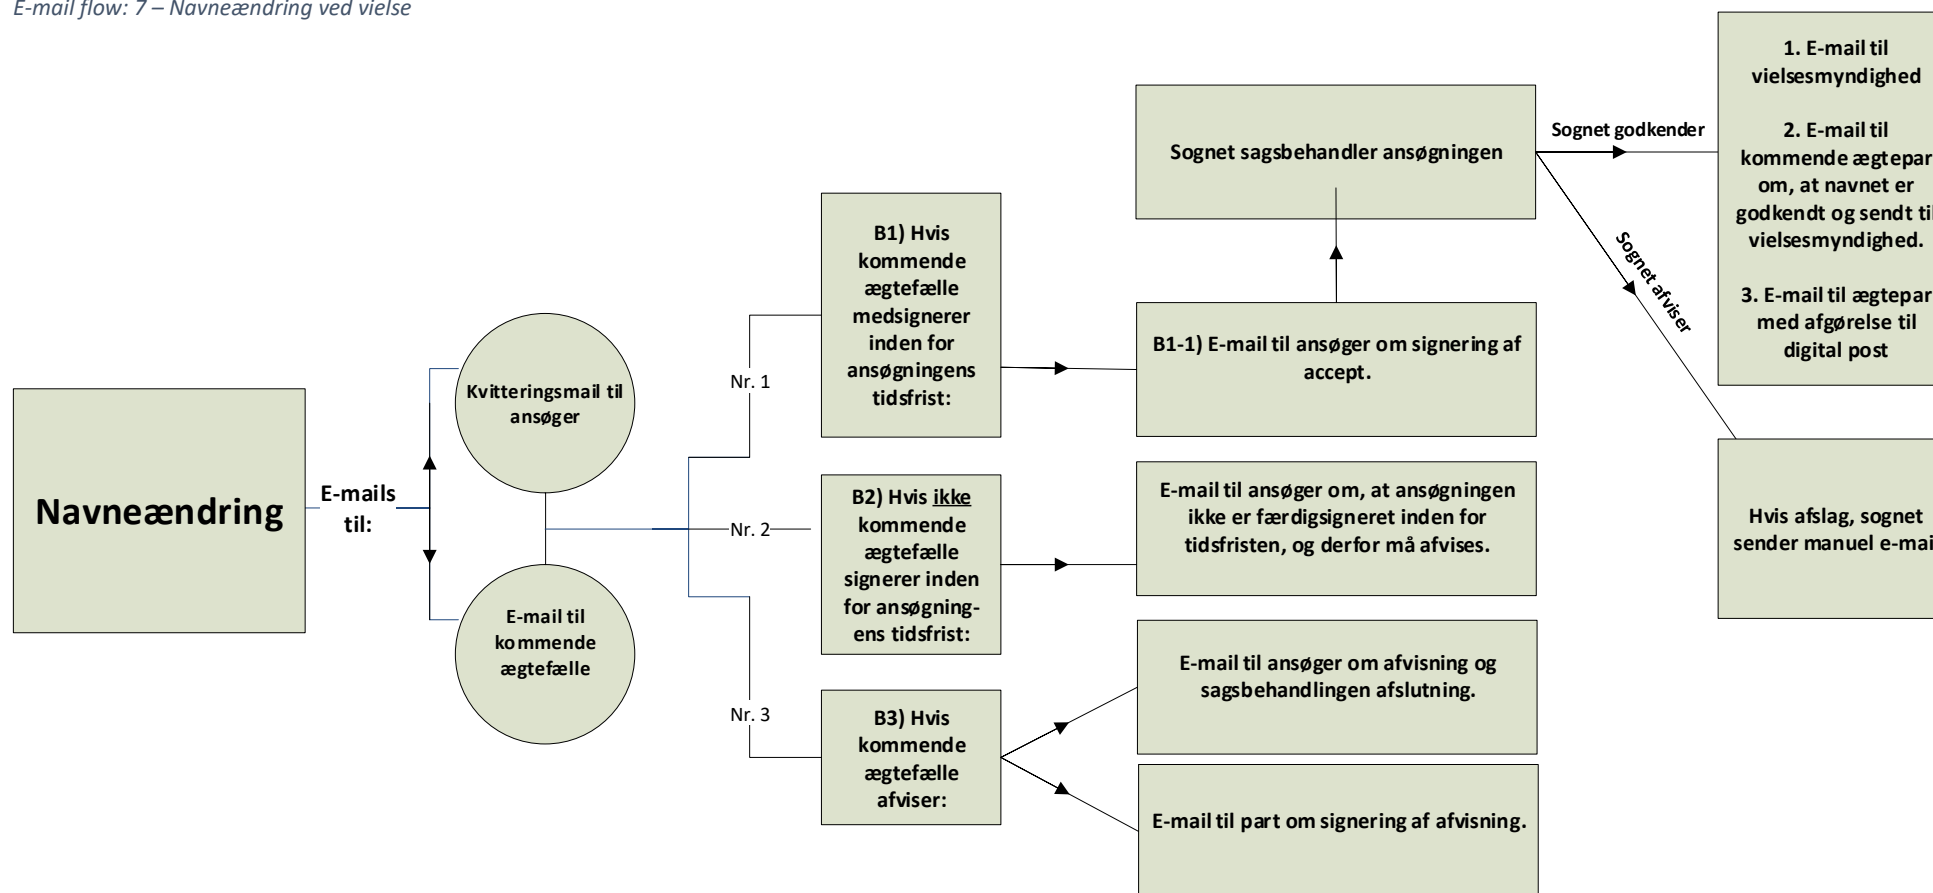 E-mail flow: 7 – Navneændring ved vielse
Navneændring
E-mails
til:
Kvitteringsmail til
ansøger
E-mail til
kommende
ægtefælle
Nr. 1
Nr. 2
Nr. 3
B1) Hvis
kommende
ægtefælle
medsignerer
inden for
ansøgningens
tidsfrist:
B2) Hvis ikke
kommende
ægtefælle
signerer inden
for ansøgning-
ens tidsfrist:
B3) Hvis
kommende
ægtefælle
afviser:
Sognet sagsbehandler ansøgningen
B1-1) E-mail til ansøger om signering af
accept.
E-mail til ansøger om, at ansøgningen
ikke er færdigsigneret inden for
tidsfristen, og derfor må afvises.
E-mail til ansøger om afvisning og
sagsbehandlingen afslutning.
E-mail til part om signering af afvisning.
Sognet godkender
Sognet afviser
1. E-mail til
vielsesmyndighed
2. E-mail til
kommende ægtepar
om, at navnet er
godkendt og sendt til
vielsesmyndighed.
3. E-mail til ægtepar
med afgørelse til
digital post
Hvis afslag, sognet
sender manuel e-mail